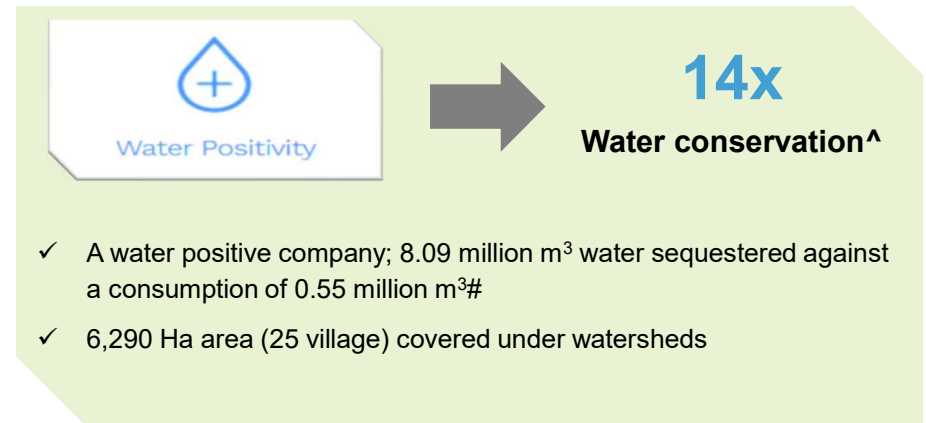 Water Positivity
14x
Water conservation^
✓ A water positive company; 8.09 million m³ water sequestered against
a consumption of 0.55 million m³#
✓ 6,290 Ha area (25 village) covered under watersheds